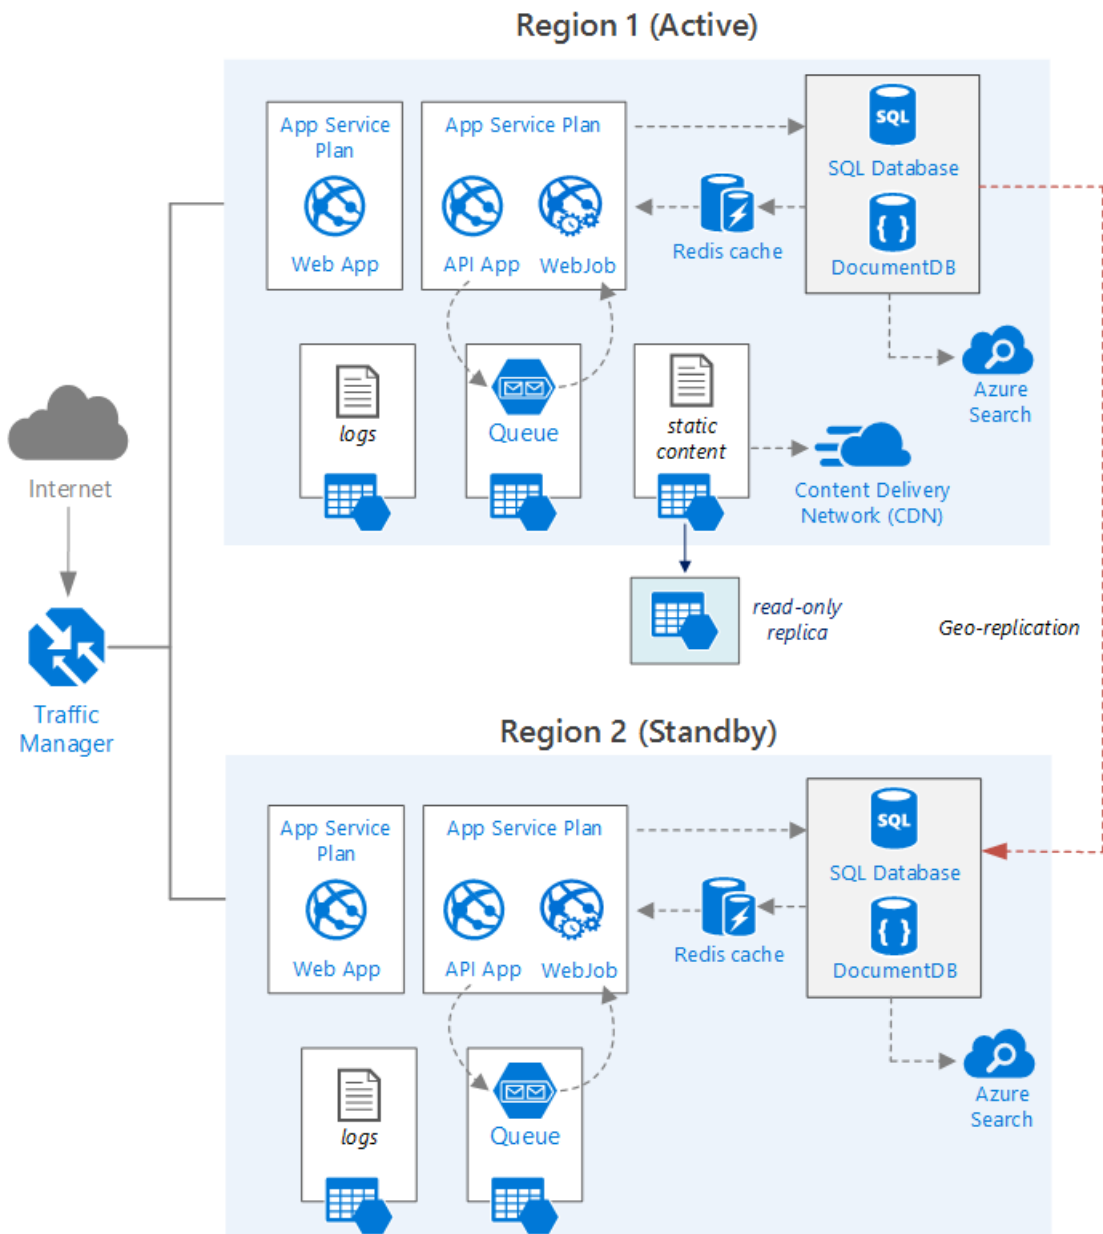 Region 1 (Active)
App Service
Plan
Web App
App Service Plan
API App
WebJob
Redis cache
SQL
SQL Database
{ }
DocumentDB
Azure
Search
logs
Queue
static
content
Content Delivery
Network (CDN)
Internet
Traffic
Manager
read-only
replica
Geo-replication
Region 2 (Standby)
App Service
Plan
Web App
App Service Plan
API App
WebJob
Redis cache
SQL
SQL Database
{ }
DocumentDB
Azure
Search
logs
Queue